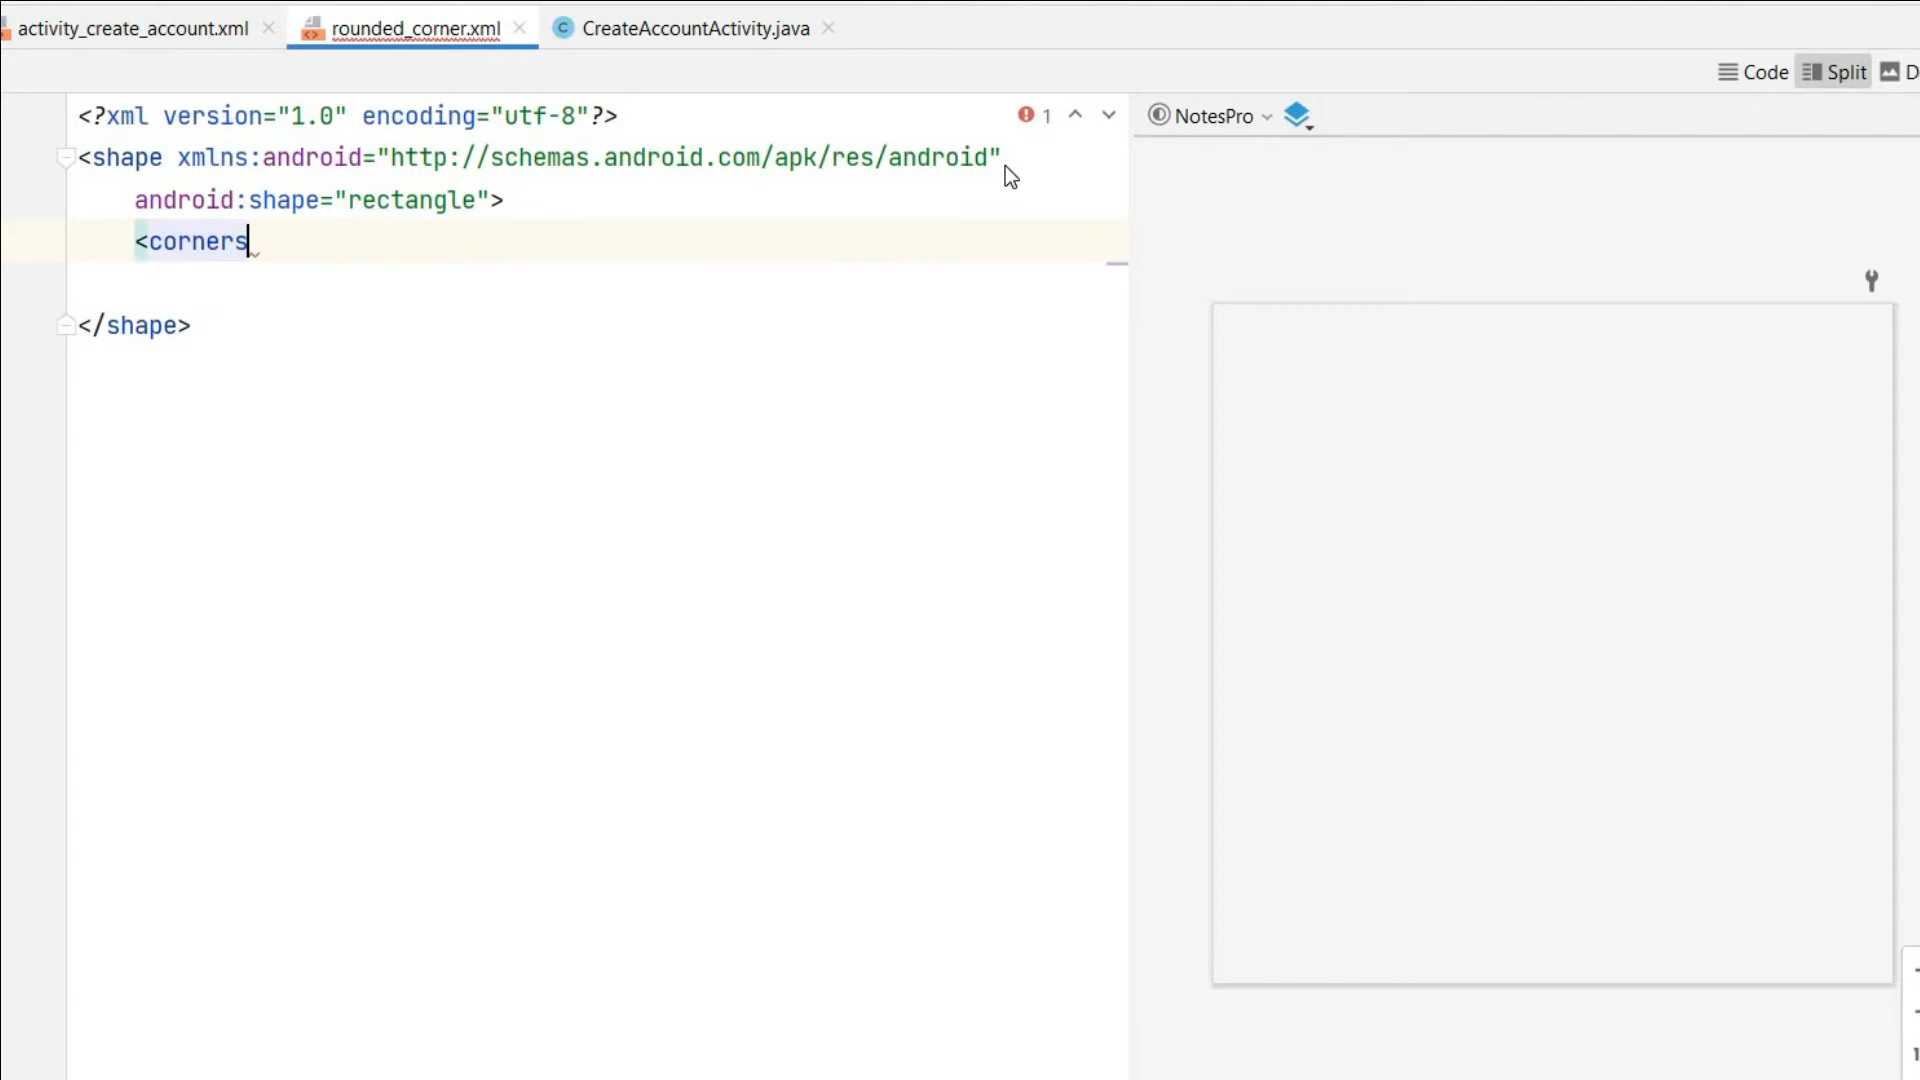 activity_create_account.xml rounded_corner.xml CreateAccountActivity.java
Code Split D
<?xml version="1.0" encoding="utf-8"?>
1
NotesPro
<shape xmlns:android="http://schemas.android.com/apk/res/android"
android:shape="rectangle">
<corners
</shape>